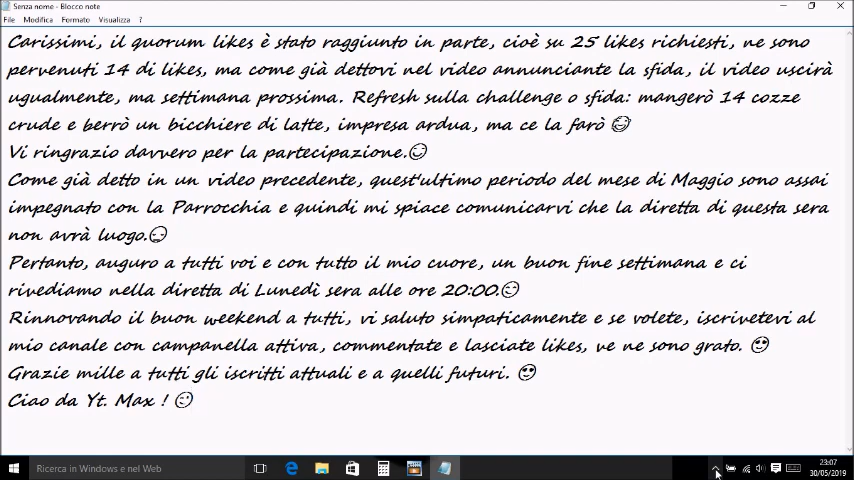 Senza nome - Blocco note
File Modifica Formato Visualizza ?
Carissimi, il quorum likes è stato raggiunto in parte, cioè su 25 likes richiesti, ne sono
pervenuti 14 di likes, ma come già dettovi nel video annunciante la sfida, il video uscirà
ugualmente, ma settimana prossima. Refresh sulla challenge o sfida: mangerò 14 cozze
crude e berrò un bicchiere di latte, impresa ardua, ma ce la farò 😅
Vi ringrazio davvero per la partecipazione.😉
Come già detto in un video precedente, quest'ultimo periodo del mese di Maggio sono assai
impegnato con la Parrocchia e quindi mi spiace comunicarvi che la diretta di questa sera
non avrà luogo.😔
Pertanto, auguro a tutti voi e con tutto il mio cuore, un buon fine settimana e ci
rivediamo nella diretta di Lunedì sera alle ore 20:00.😉
Rinnovando il buon weekend a tutti, vi saluto simpaticamente e se volete, iscrivetevi al
mio canale con campanella attiva, commentate e lasciate likes, ve ne sono grato. 😍
Grazie mille a tutti gli iscritti attuali e a quelli futuri. 😍
Ciao da Yt. Max ! 😉
Ricerca in Windows e nel Web
23:07
30/05/2019